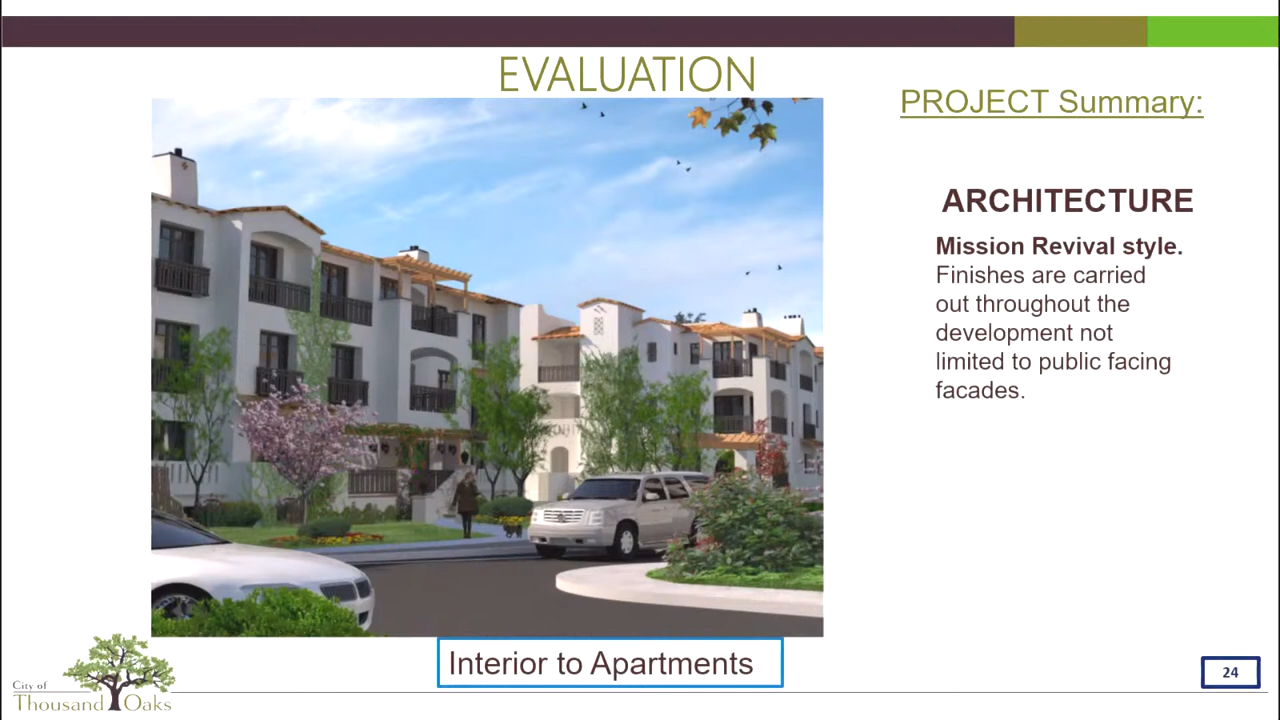 EVALUATION
PROJECT Summary:
ARCHITECTURE
Mission Revival style.
Finishes are carried
out throughout the
development not
limited to public facing
facades.
Interior to Apartments
City of
Thousand Oaks
24